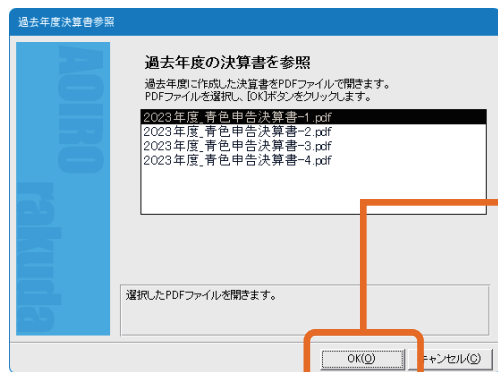 過去年度決算書参照
AOIRO
rakuda
過去年度の決算書を参照
過去年度に作成した決算書をPDFファイルで開きます。
PDFファイルを選択し、[OK]ボタンをクリックします。
2023年度_青色申告決算書-1.pdf
2023年度_青色申告決算書-2.pdf
2023年度_青色申告決算書-3.pdf
2023年度_青色申告決算書-4.pdf
選択したPDFファイルを開きます。
OK(O)
キャンセル(C)